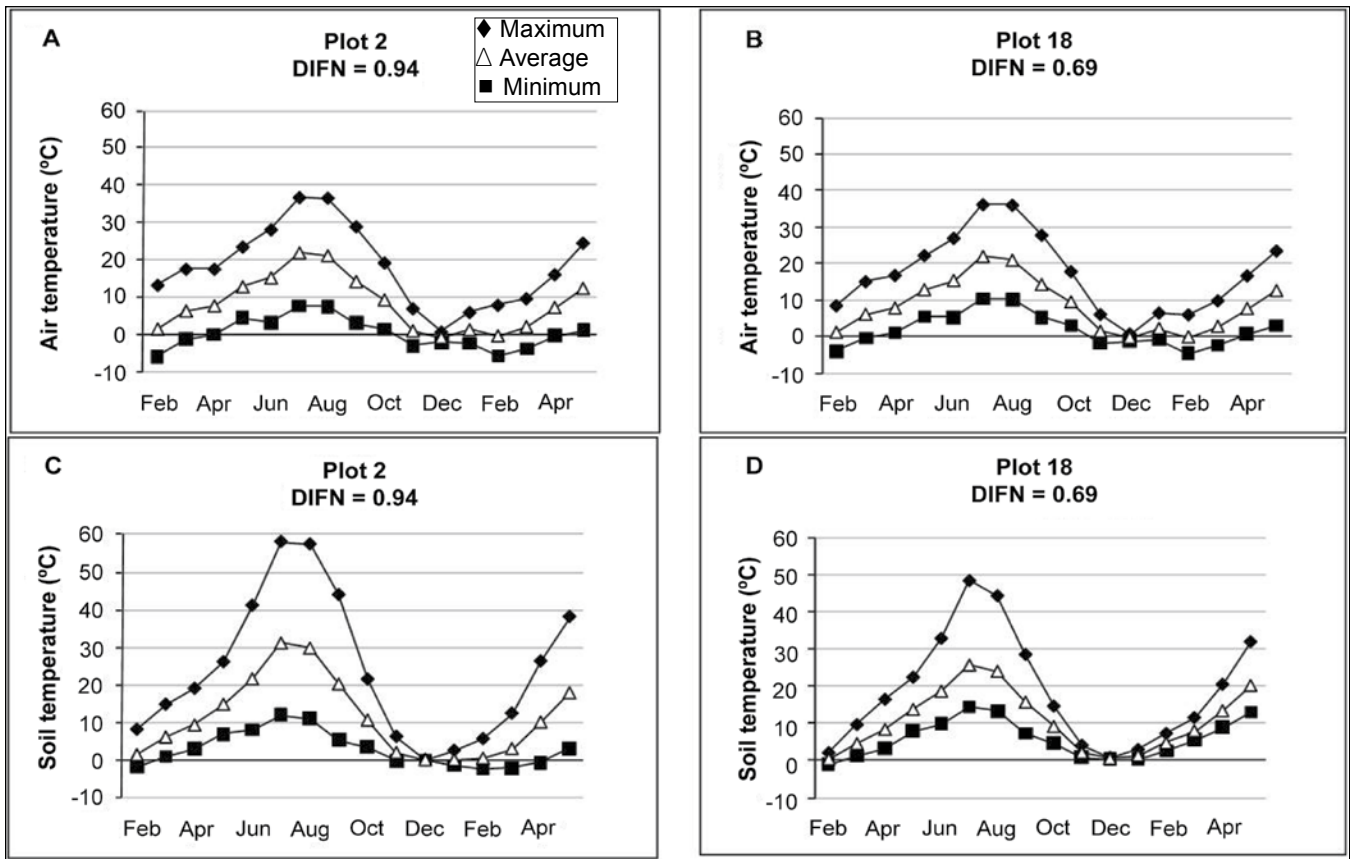 A
Plot 2
DIFN = 0.94
Maximum
Average
Minimum
Air temperature (ºC)
60
50
40
30
20
10
0
-10
Feb Apr Jun Aug Oct Dec Feb Apr
B
Plot 18
DIFN = 0.69
Air temperature (ºC)
60
50
40
30
20
10
0
-10
Feb Apr Jun Aug Oct Dec Feb Apr
C
Plot 2
DIFN = 0.94
Soil temperature (ºC)
60
50
40
30
20
10
0
-10
Feb Apr Jun Aug Oct Dec Feb Apr
D
Plot 18
DIFN = 0.69
Soil temperature (ºC)
60
50
40
30
20
10
0
-10
Feb Apr Jun Aug Oct Dec Feb Apr